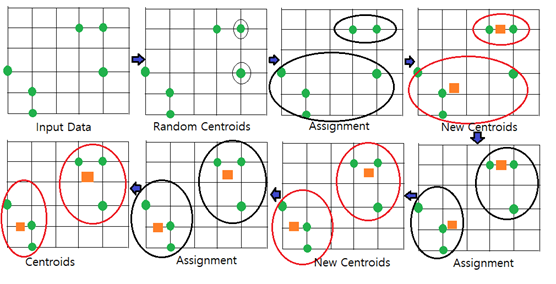 Input Data
Random Centroids
Assignment
New Centroids
Centroids
Assignment
New Centroids
Assignment